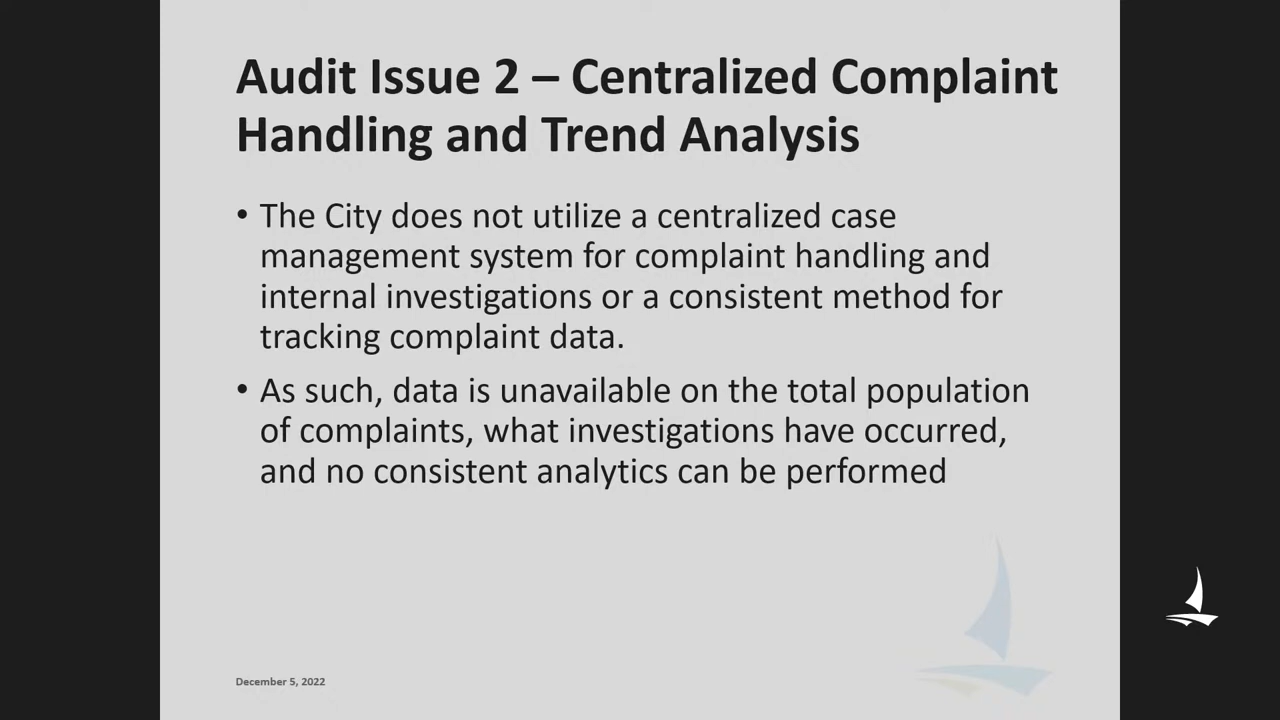 Audit Issue 2 – Centralized Complaint
Handling and Trend Analysis
• The City does not utilize a centralized case
management system for complaint handling and
internal investigations or a consistent method for
tracking complaint data.
• As such, data is unavailable on the total population
of complaints, what investigations have occurred,
and no consistent analytics can be performed
December 5, 2022